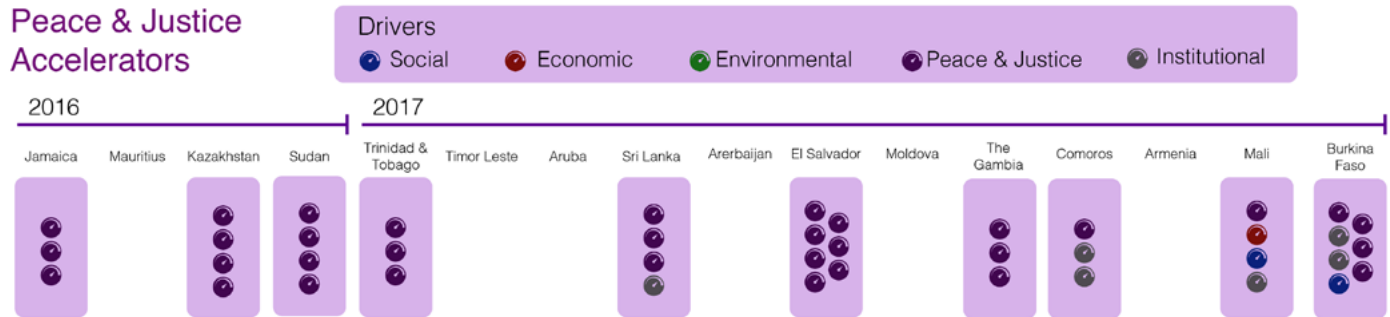 Peace & Justice
Accelerators
Drivers
Social Economic Environmental Peace & Justice Institutional
2016 2017
Jamaica Mauritius Kazakhstan Sudan Trinidad & Tobago Timor Leste Aruba Sri Lanka Arerbaijan El Salvador Moldova The Gambia Comoros Armenia Mali Burkina Faso